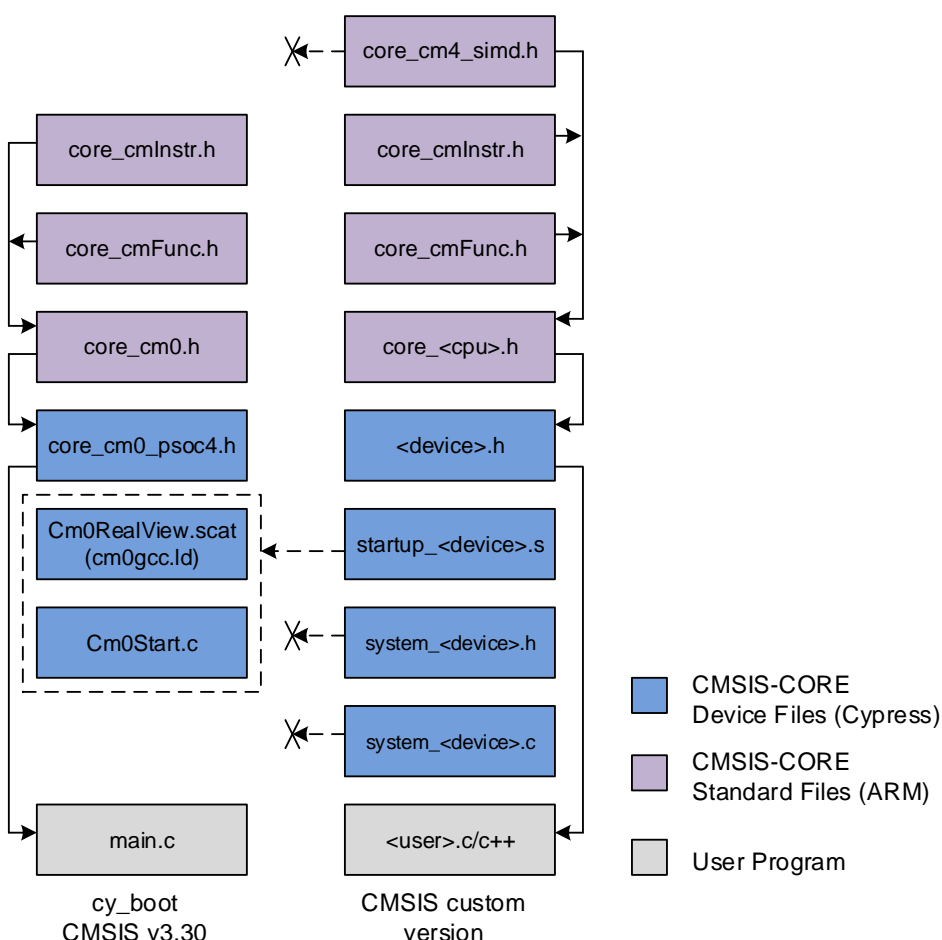 core_cm4_simd.h
core_cmInstr.h
core_cmInstr.h
core_cmFunc.h
core_cmFunc.h
core_cm0.h
core_<cpu>.h
core_cm0_psoc4.h
<device>.h
Cm0RealView.scat
(cm0gcc.ld)
startup_<device>.s
Cm0Start.c
system_<device>.h
system_<device>.c
main.c
<user>.c/c++
cy_boot
CMSIS v3.30
CMSIS custom
version
CMSIS-CORE
Device Files (Cypress)
CMSIS-CORE
Standard Files (ARM)
User Program